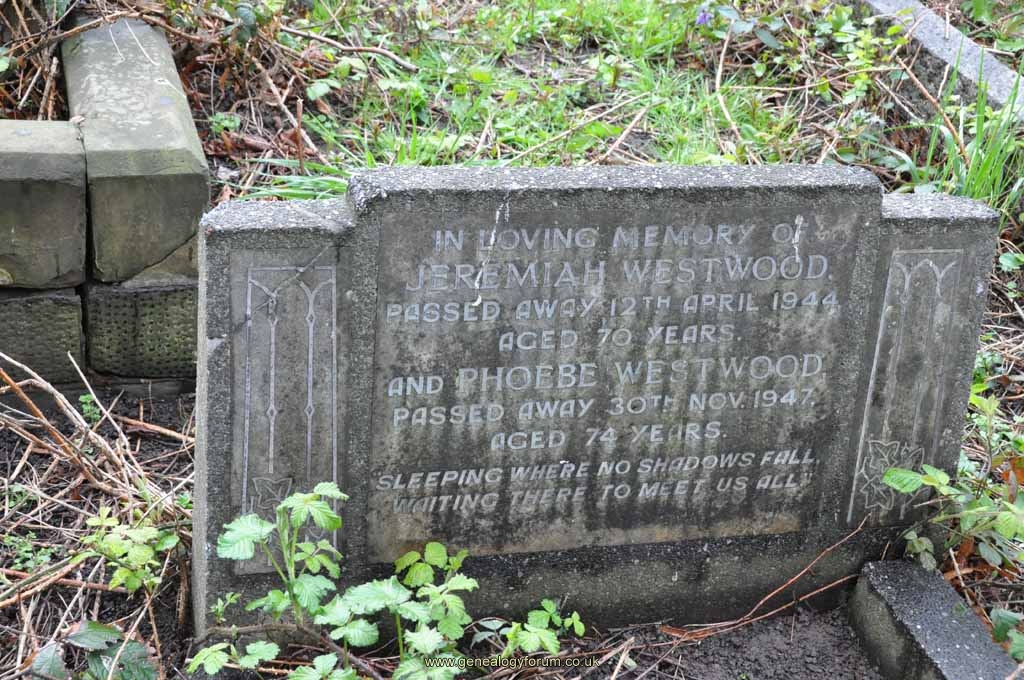 IN LOVING MEMORY OF
JEREMIAH WESTWOOD.
PASSED AWAY 12TH APRIL 1944,
AGED 70 YEARS.
AND PHOEBE WESTWOOD,
PASSED AWAY 30TH NOV. 1947,
AGED 74 YEARS.
"SLEEPING WHERE NO SHADOWS FALL,
WAITING THERE TO MEET US ALL"
www.genealogyforum.co.uk